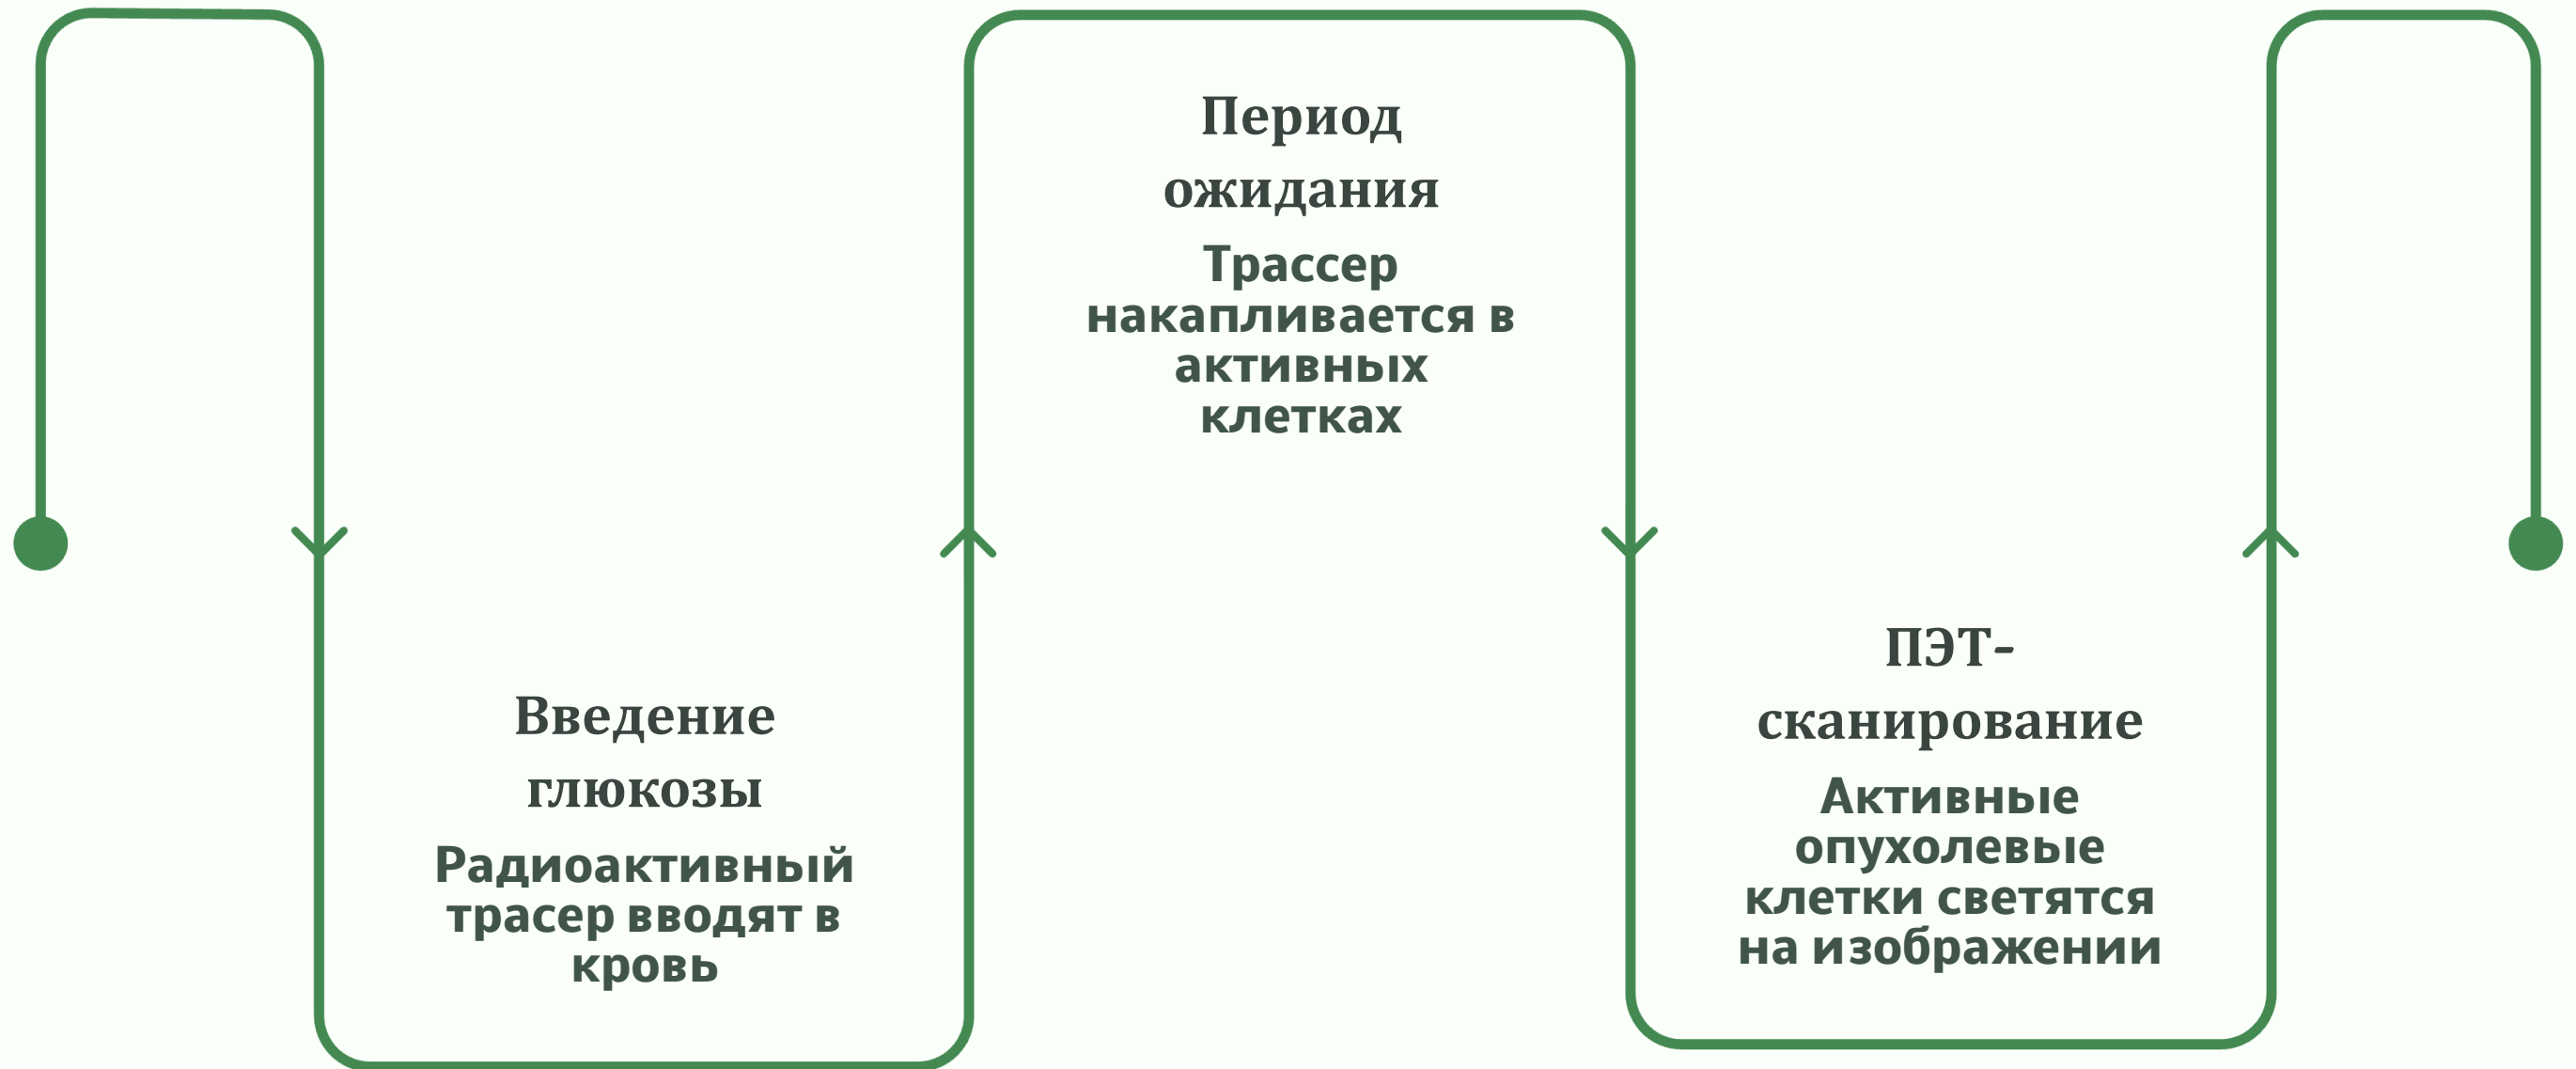 Введение
глюкозы
Радиоактивный
трасер вводят в
кровь
Период
ожидания
Трассер
накапливается в
активных
клетках
ПЭТ-
сканирование
Активные
опухолевые
клетки светятся
на изображении